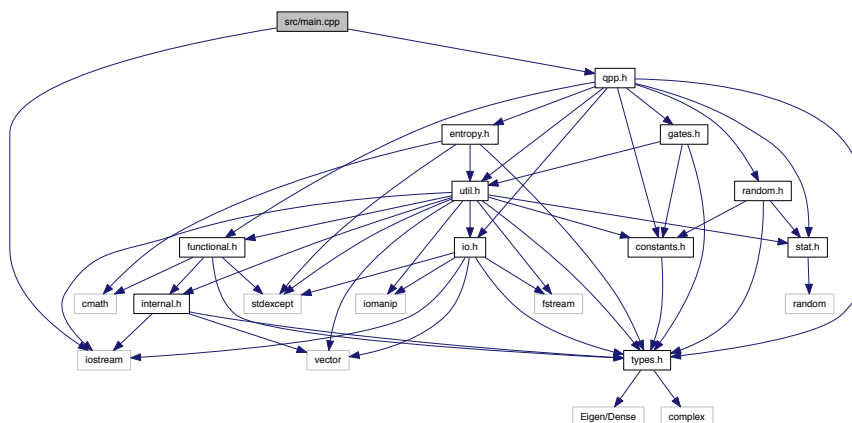 src/main.cpp
qpp.h
entropy.h
gates.h
util.h
random.h
functional.h
io.h
constants.h
stat.h
cmath
internal.h
stdexcept
iomanip
fstream
random
iostream
vector
types.h
Eigen/Dense
complex